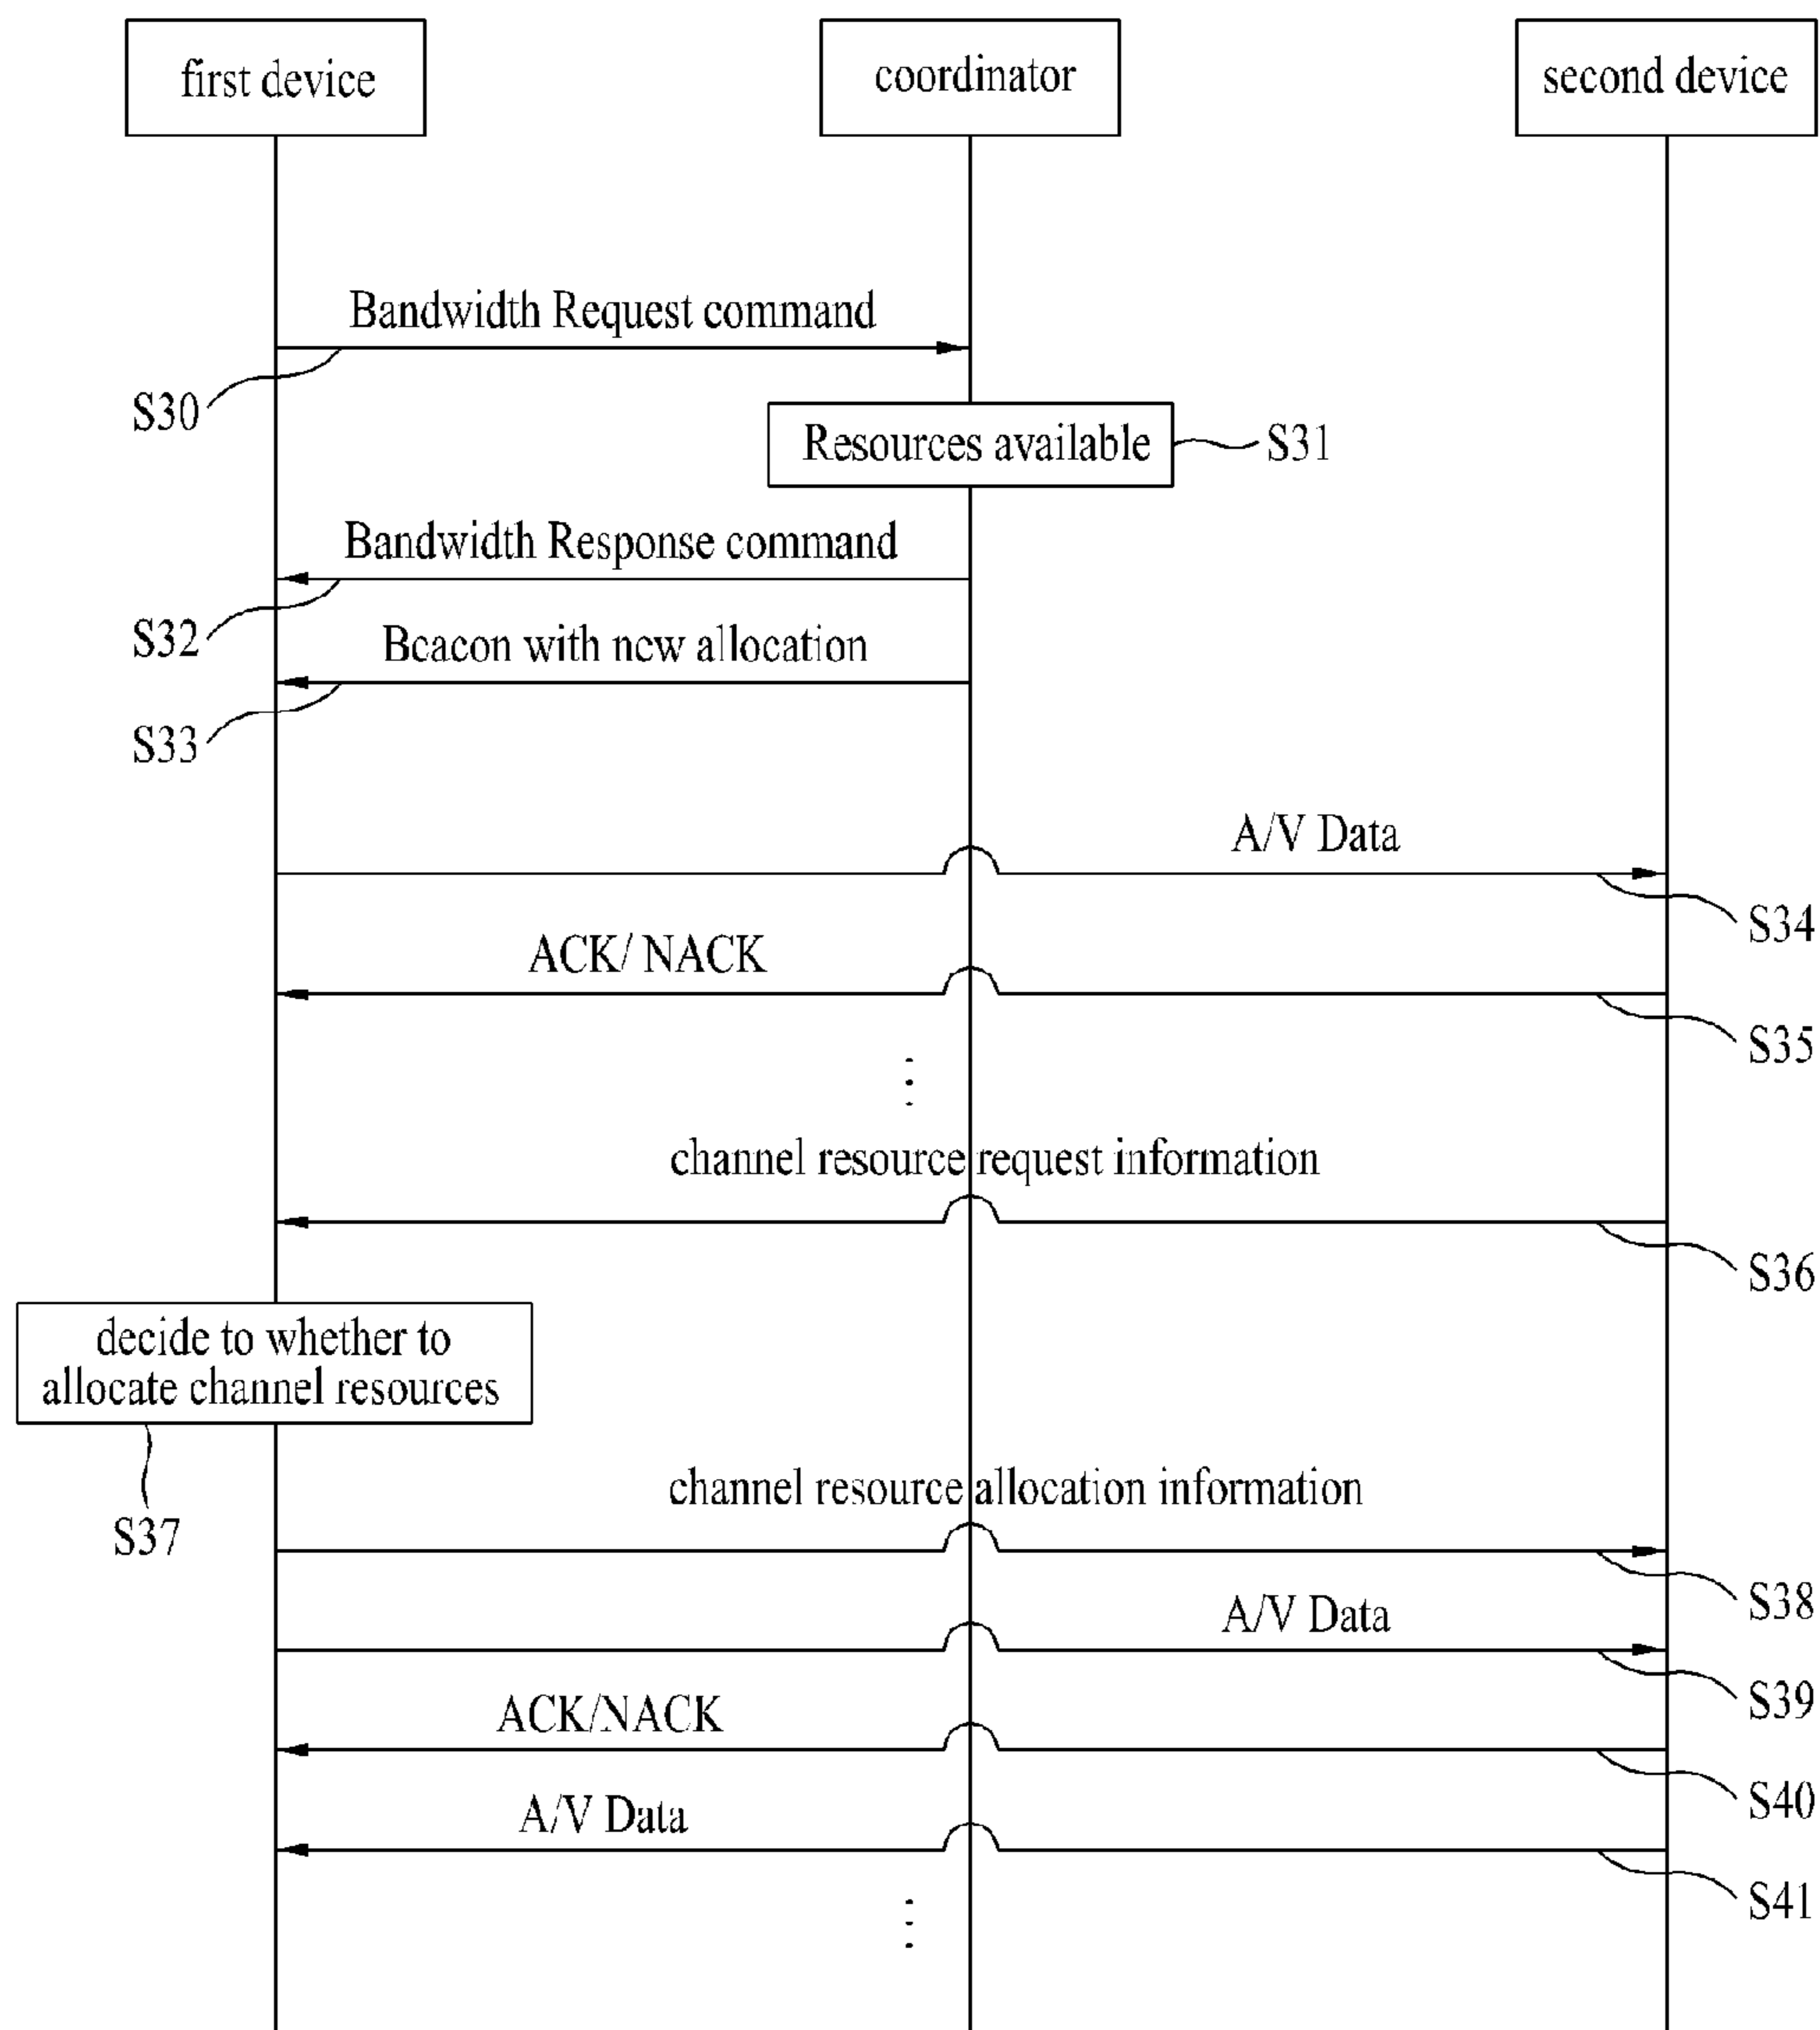 first device
coordinator
second device
Bandwidth Request command
S30
Resources available
S31
Bandwidth Response command
S32
Beacon with new allocation
S33
A/V Data
S34
ACK/ NACK
S35
channel resource request information
S36
decide to whether to
allocate channel resources
S37
channel resource allocation information
S38
A/V Data
S39
ACK/NACK
S40
A/V Data
S41